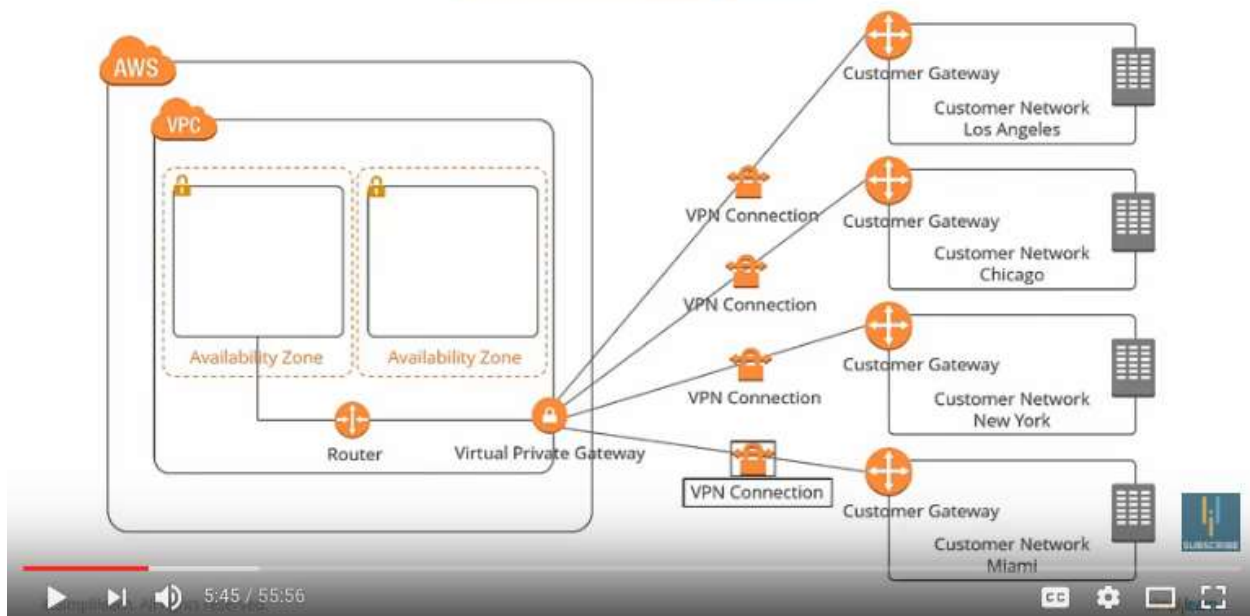 AWS
VPC
Availability Zone
Availability Zone
Router
Virtual Private Gateway
VPN Connection
VPN Connection
VPN Connection
VPN Connection
Customer Gateway
Customer Network
Los Angeles
Customer Gateway
Customer Network
Chicago
Customer Gateway
Customer Network
New York
Customer Gateway
Customer Network
Miami
SUBSCRIBE
5:45 / 55:56
CC